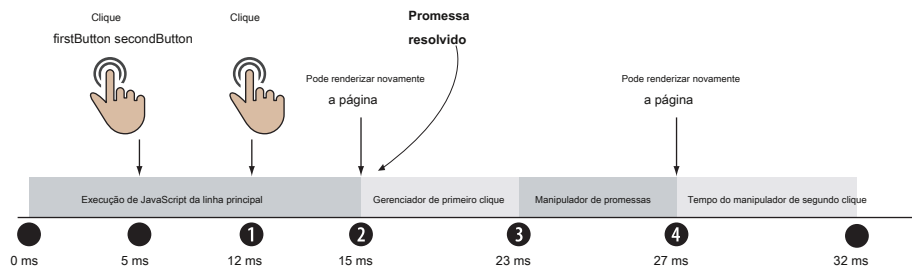 Clique
firstButton secondButton
Clique
Promessa
resolvido
Pode renderizar novamente
a página
Pode renderizar novamente
a página
Execução de JavaScript da linha principal
Gerenciador de primeiro clique
Manipulador de promessas
Tempo do manipulador de segundo clique
1
2
3
4
0 ms
5 ms
12 ms
15 ms
23 ms
27 ms
32 ms